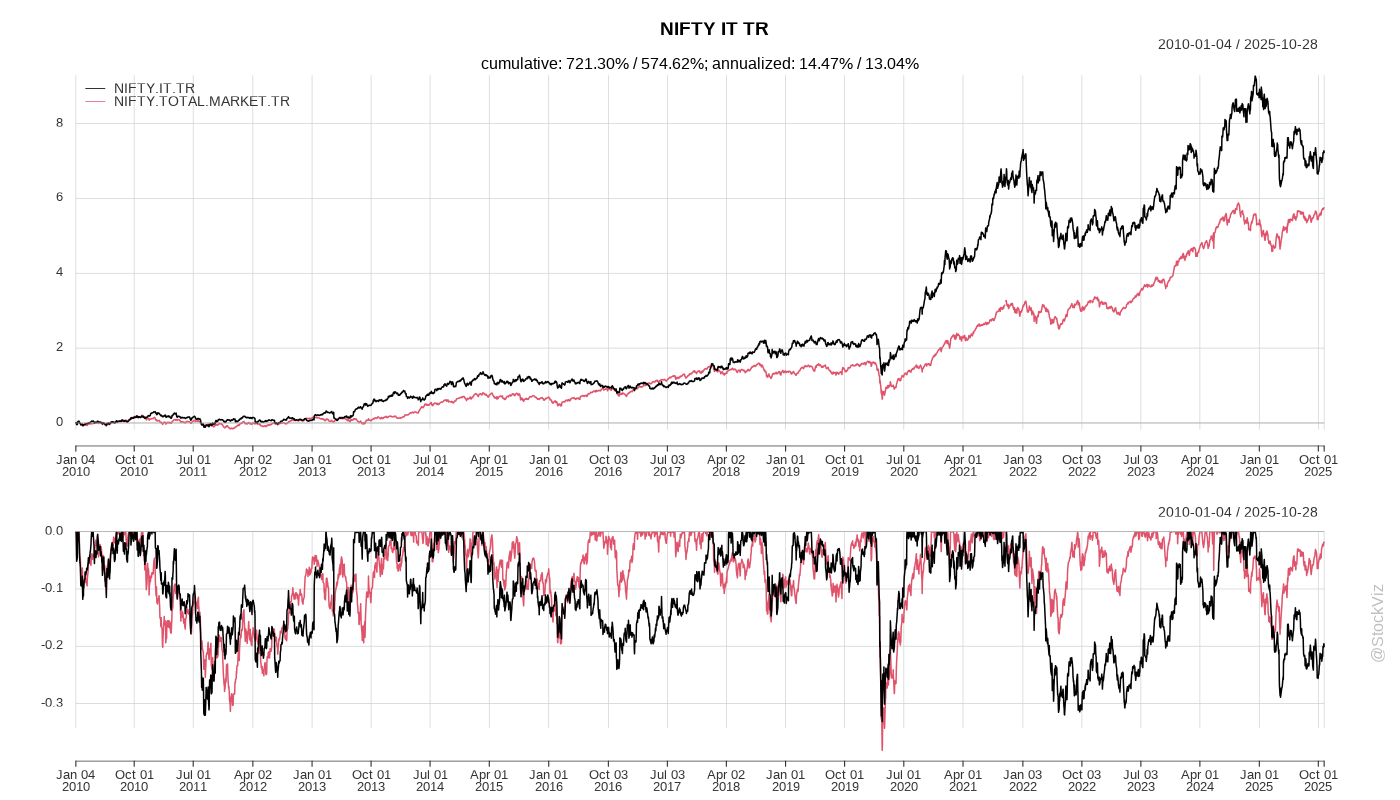 NIFTY IT TR
2010-01-04 / 2025-10-28
cumulative: 721.30% / 574.62%; annualized: 14.47% / 13.04%
NIFTY.IT.TR
NIFTY.TOTAL.MARKET.TR
8
6
4
2
0
Jan 04 Oct 01 Jul 01 Apr 02 Jan 01 Oct 01 Jul 01 Apr 01 Jan 01 Oct 03 Jul 03 Apr 02 Jan 01 Oct 01 Jul 01 Apr 01 Jan 03 Oct 03 Jul 03 Apr 01 Jan 01 Oct 01
2010 2010 2011 2012 2013 2013 2014 2015 2016 2016 2017 2018 2019 2019 2020 2021 2022 2022 2023 2024 2025 2025
2010-01-04 / 2025-10-28
0.0
-0.1
-0.2
-0.3
@StockViz
Jan 04 Oct 01 Jul 01 Apr 02 Jan 01 Oct 01 Jul 01 Apr 01 Jan 01 Oct 03 Jul 03 Apr 02 Jan 01 Oct 01 Jul 01 Apr 01 Jan 03 Oct 03 Jul 03 Apr 01 Jan 01 Oct 01
2010 2010 2011 2012 2013 2013 2014 2015 2016 2016 2017 2018 2019 2019 2020 2021 2022 2022 2023 2024 2025 2025